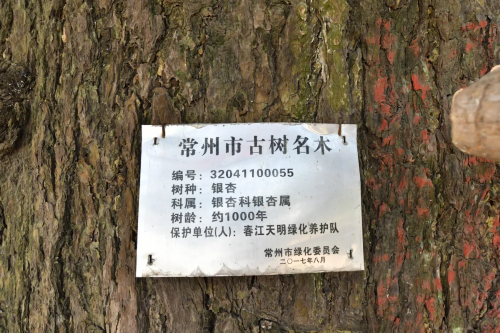 常州市古树名木
编号: 32041100055
树种: 银杏
科属: 银杏科银杏属
树龄: 约1000年
保护单位(人): 春江天明绿化养护队
常州市绿化委员会
二〇一七年八月